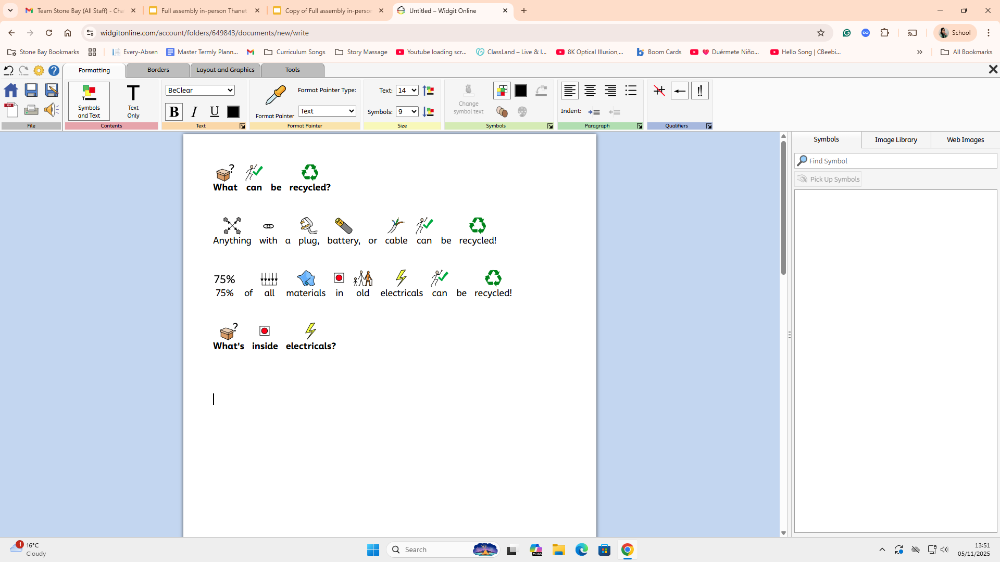 Team Stone Bay (All Staff) - Cha
Full assembly in-person Thanet
Copy of Full assembly in-person
Untitled – Widgit Online
widgitonline.com/account/folders/649843/documents/new/write
School
Stone Bay Bookmarks
Every-Absen
Master Termly Plann...
Curriculum Songs
Story Massage
Youtube loading scr...
ClassLand – Live & I...
8K Optical Illusion,...
Boom Cards
Duérmete Niño...
Hello Song | CBeebi...
All Bookmarks
Formatting
Borders
Layout and Graphics
Tools
PDF
File
Symbols and Text
T
Text Only
Contents
BeClear
B I U
Text
Format Painter
Format Painter Type:
Text
Format Painter
Text: 14
Symbols: 9
Size
Change symbol text
Symbols
Indent:
Paragraph
Qualifiers
Symbols
Image Library
Web Images
Find Symbol
Pick Up Symbols
What can be recycled?
Anything with a plug, battery, or cable can be recycled!
75%
75% of all materials in old electricals can be recycled!
What's inside electricals?
1
16°C
Cloudy
Search
M365
13:51
05/11/2025